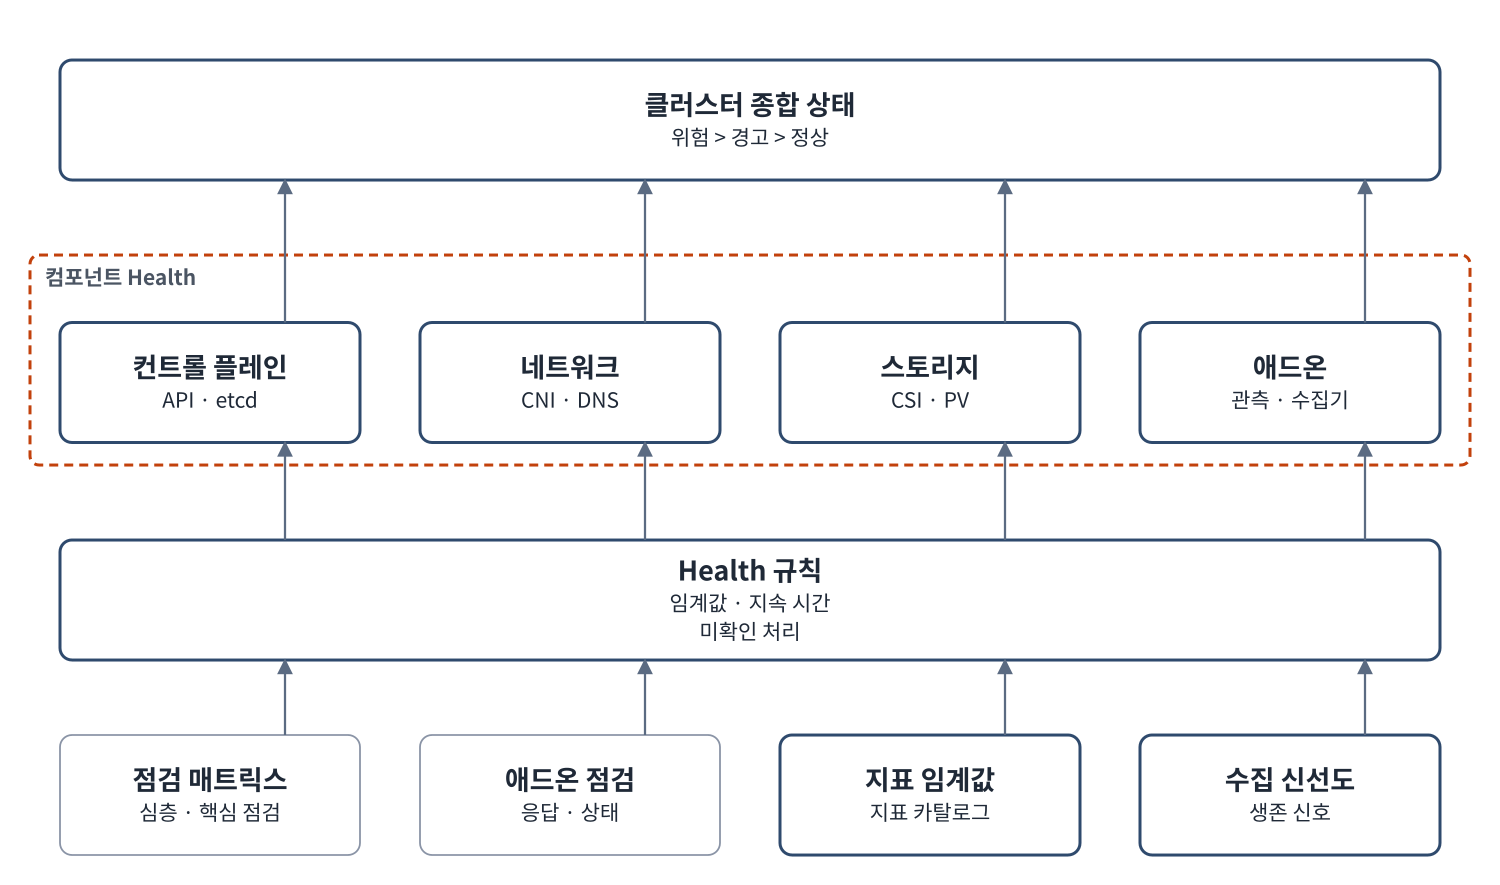 클러스터 종합 상태
위험 > 경고 > 정상
컴포넌트 Health
컨트롤 플레인
API · etcd
네트워크
CNI · DNS
스토리지
CSI · PV
애드온
관측 · 수집기
Health 규칙
임계값 · 지속 시간
미확인 처리
점검 매트릭스
심층 · 핵심 점검
애드온 점검
응답 · 상태
지표 임계값
지표 카탈로그
수집 신선도
생존 신호